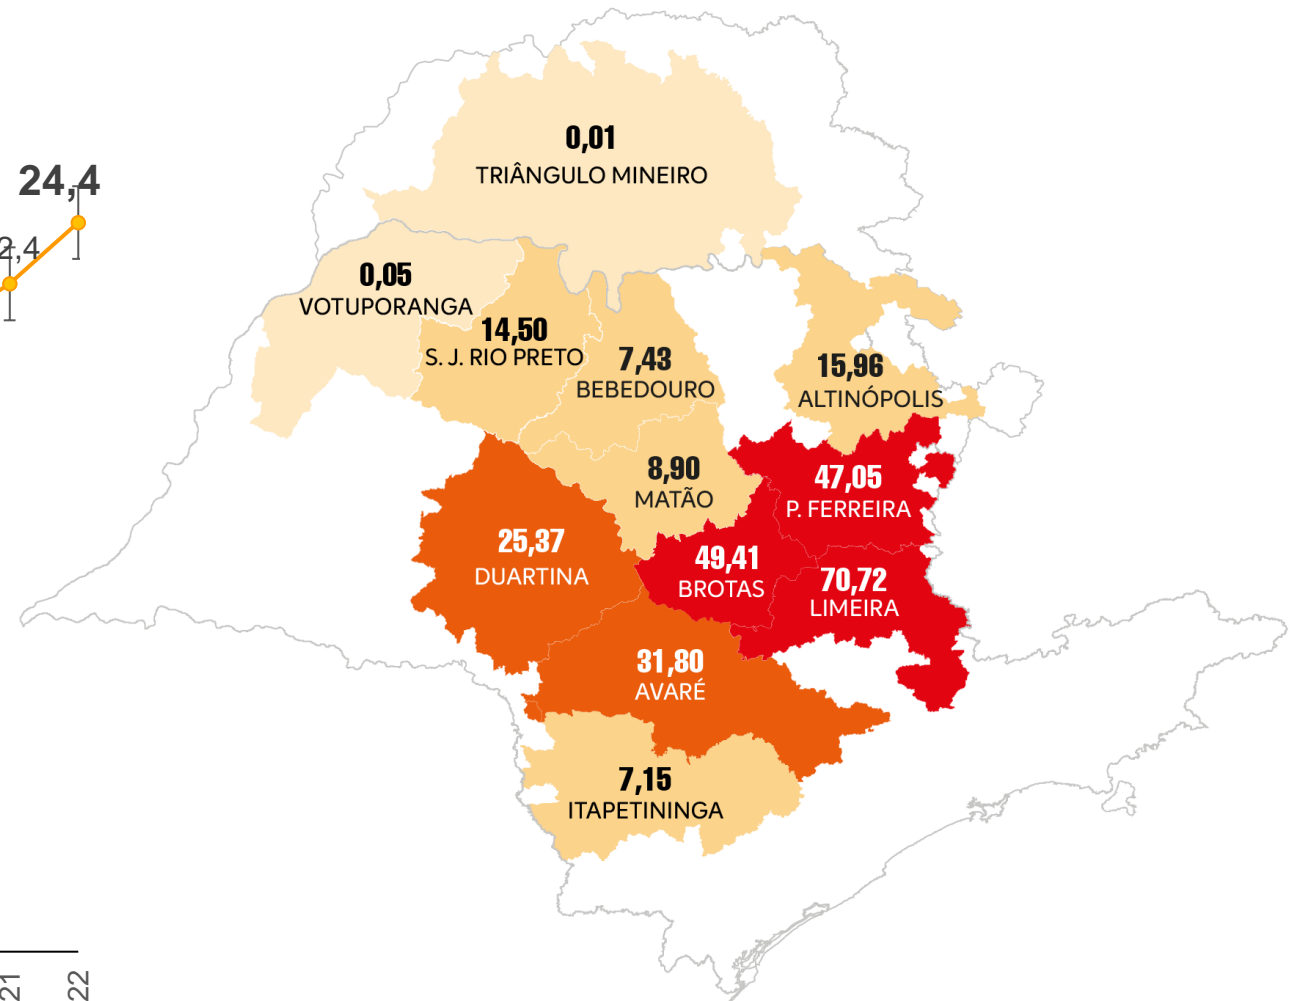 24,4
2,4
21
22
0,01
TRIÂNGULO MINEIRO
0,05
VOTUPORANGA
14,50
S. J. RIO PRETO
7,43
BEBEDOURO
15,96
ALTINÓPOLIS
8,90
MATÃO
47,05
P. FERREIRA
25,37
DUARTINA
49,41
BROTAS
70,72
LIMEIRA
31,80
AVARÉ
7,15
ITAPETININGA